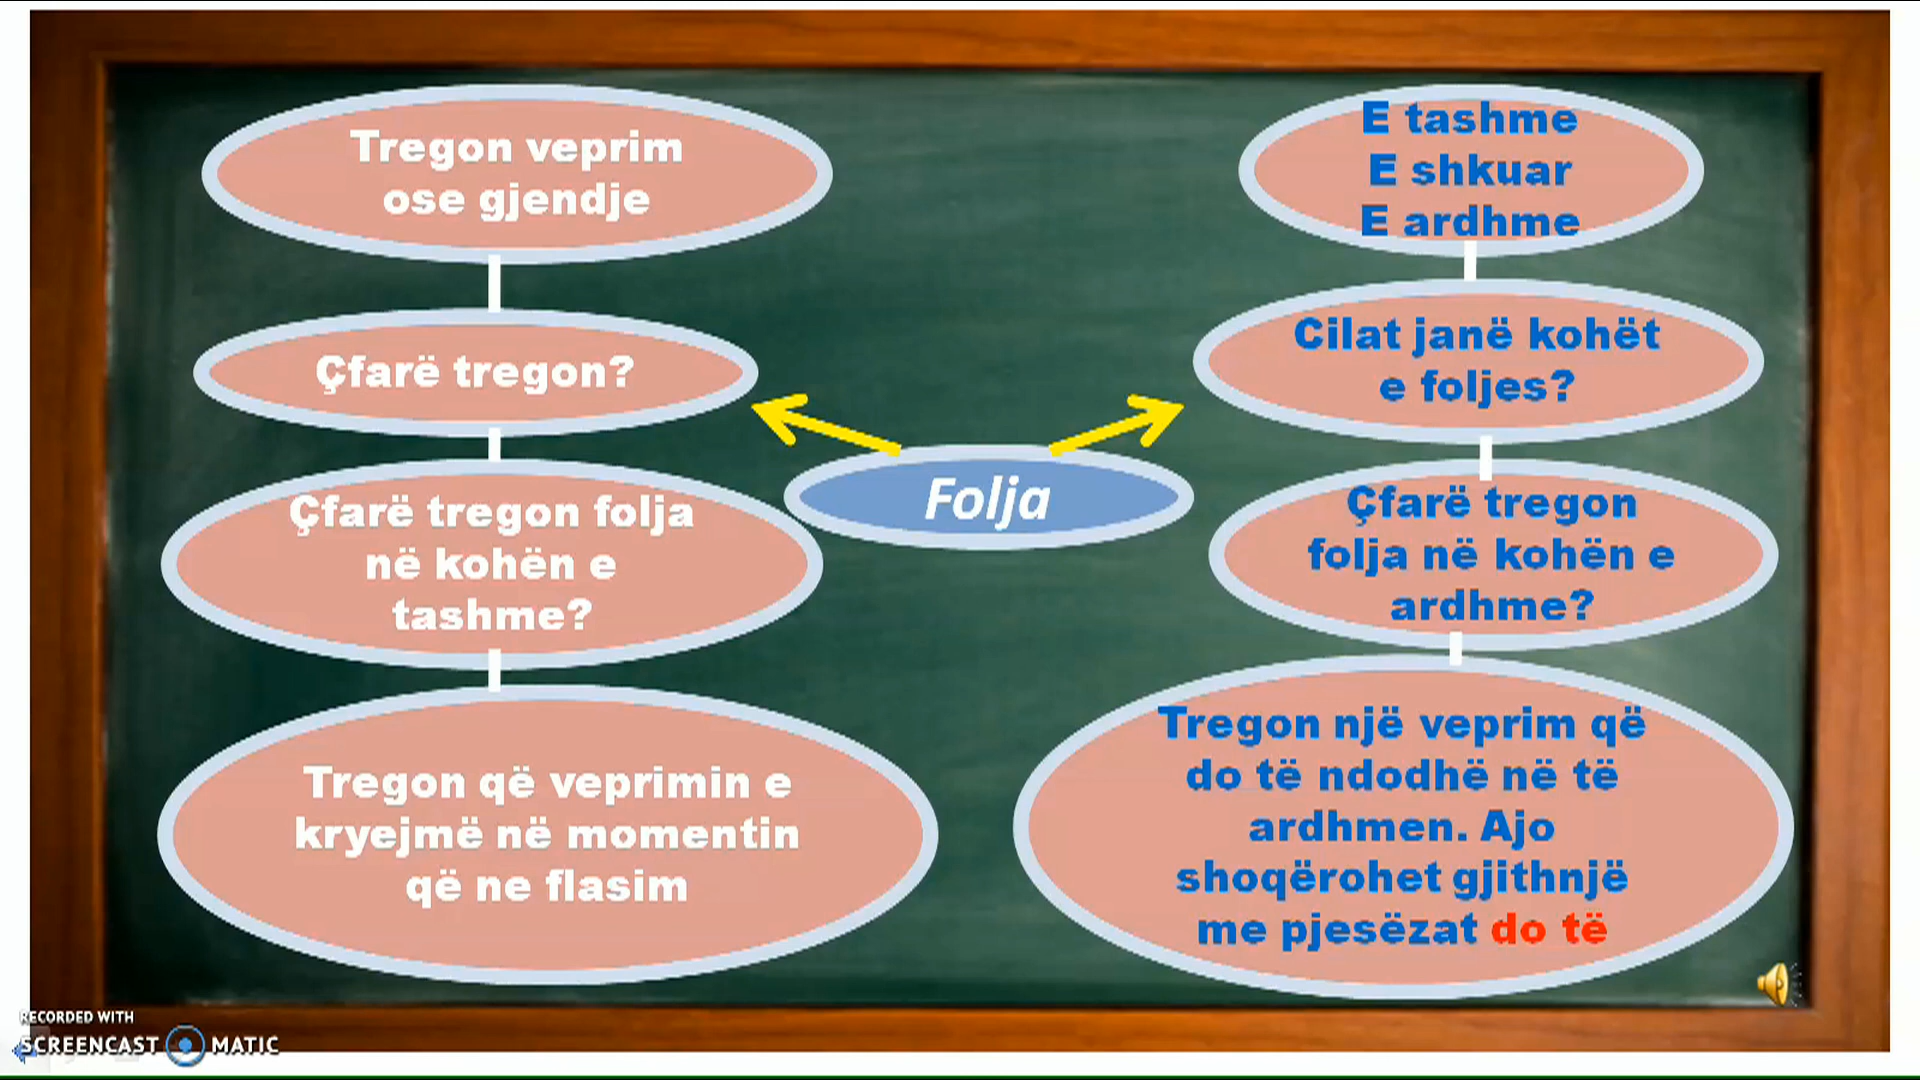 Tregon veprim
ose gjendje
Çfarë tregon?
Çfarë tregon folja
në kohën e
tashme?
Tregon që veprimin e
kryejmë në momentin
që ne flasim
Folja
E tashme
E shkuar
E ardhme
Cilat janë kohët
e foljes?
Çfarë tregon
folja në kohën e
ardhme?
Tregon një veprim që
do të ndodhë në të
ardhmen. Ajo
shoqërohet gjithnjë
me pjesëzat do të
RECORDED WITH
SCREENCAST MATIC